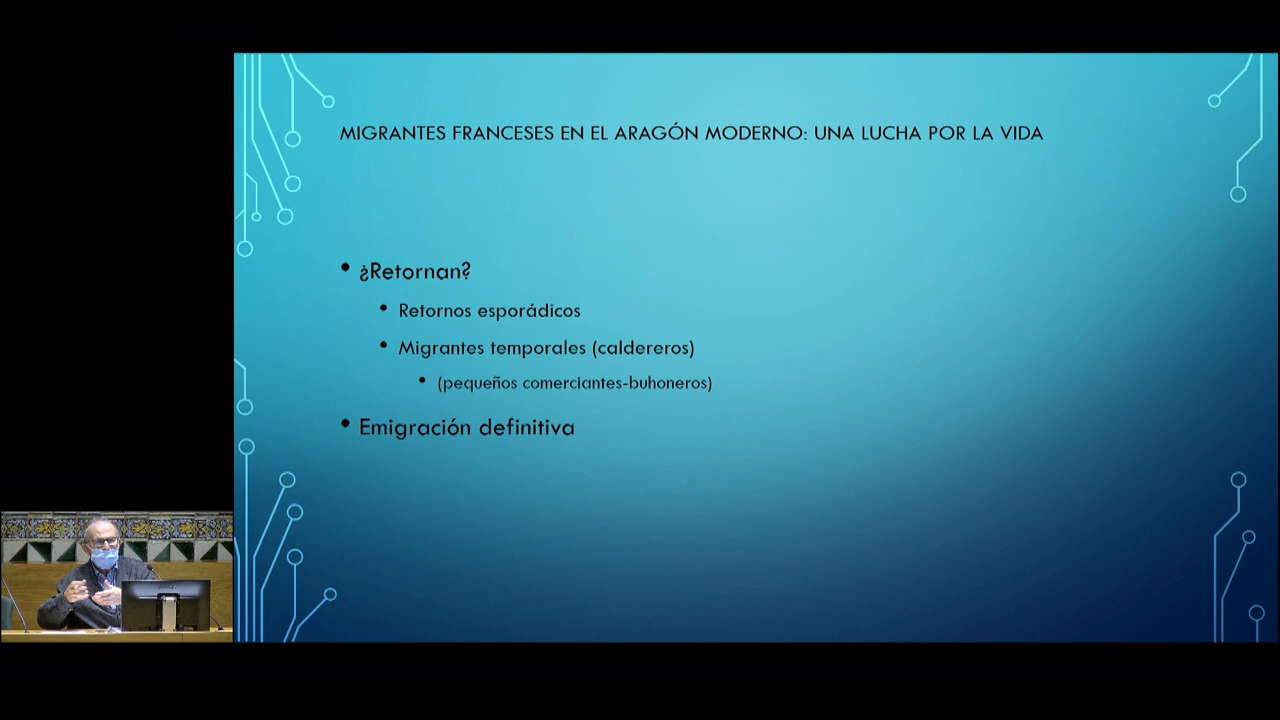 MIGRANTES FRANCESES EN EL ARAGÓN MODERNO: UNA LUCHA POR LA VIDA
• ¿Retornan?
• Retornos esporádicos
• Migrantes temporales (caldereros)
• (pequeños comerciantes-buhoneros)
• Emigración definitiva